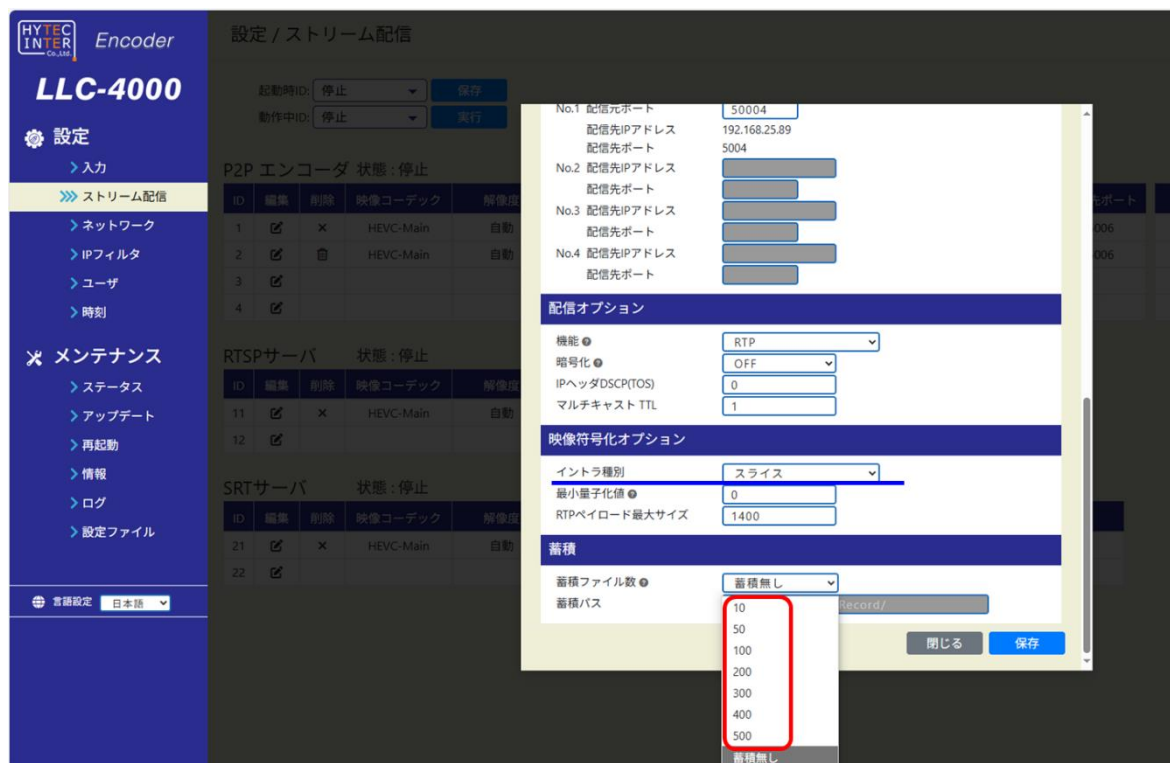 HYTEC
INTER
Co.,Ltd.
Encoder
LLC-4000
設定
入力
ストリーム配信
ネットワーク
IPフィルタ
ユーザ
時刻
メンテナンス
ステータス
アップデート
再起動
情報
ログ
設定ファイル
言語設定 日本語
設定 / ストリーム配信
起動時ID: 停止 保存
動作中ID: 停止 実行
P2P エンコーダ 状態 : 停止
ID 編集 削除 映像コーデック 解像度 先ポート
1 HEVC-Main 自動 006
2 HEVC-Main 自動 006
3
4
RTSPサーバ 状態 : 停止
ID 編集 削除 映像コーデック 解像度
11 HEVC-Main 自動
12
SRTサーバ 状態 : 停止
ID 編集 削除 映像コーデック 解像度
21 HEVC-Main 自動
22
No.1 配信元ポート 50004
配信先IPアドレス 192.168.25.89
配信先ポート 5004
No.2 配信先IPアドレス
配信先ポート
No.3 配信先IPアドレス
配信先ポート
No.4 配信先IPアドレス
配信先ポート
配信オプション
機能 RTP
暗号化 OFF
IPヘッダDSCP(TOS) 0
マルチキャスト TTL 1
映像符号化オプション
イントラ種別 スライス
最小量子化値 0
RTPペイロード最大サイズ 1400
蓄積
蓄積ファイル数 蓄積無し
蓄積パス Record/
10
50
100
200
300
400
500
蓄積無し
閉じる 保存